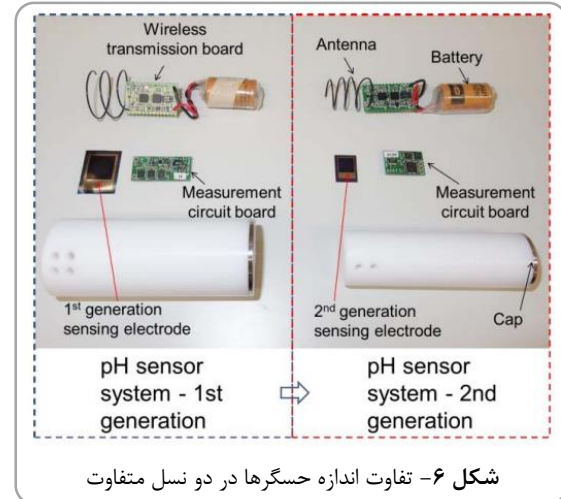 Wireless
transmission board
Measurement
circuit board
1st generation
sensing electrode
pH sensor
system - 1st
generation
Antenna
Battery
Measurement
circuit board
2nd generation
sensing electrode
Cap
pH sensor
system - 2nd
generation
شکل ۶- تفاوت اندازه حسگرها در دو نسل متفاوت